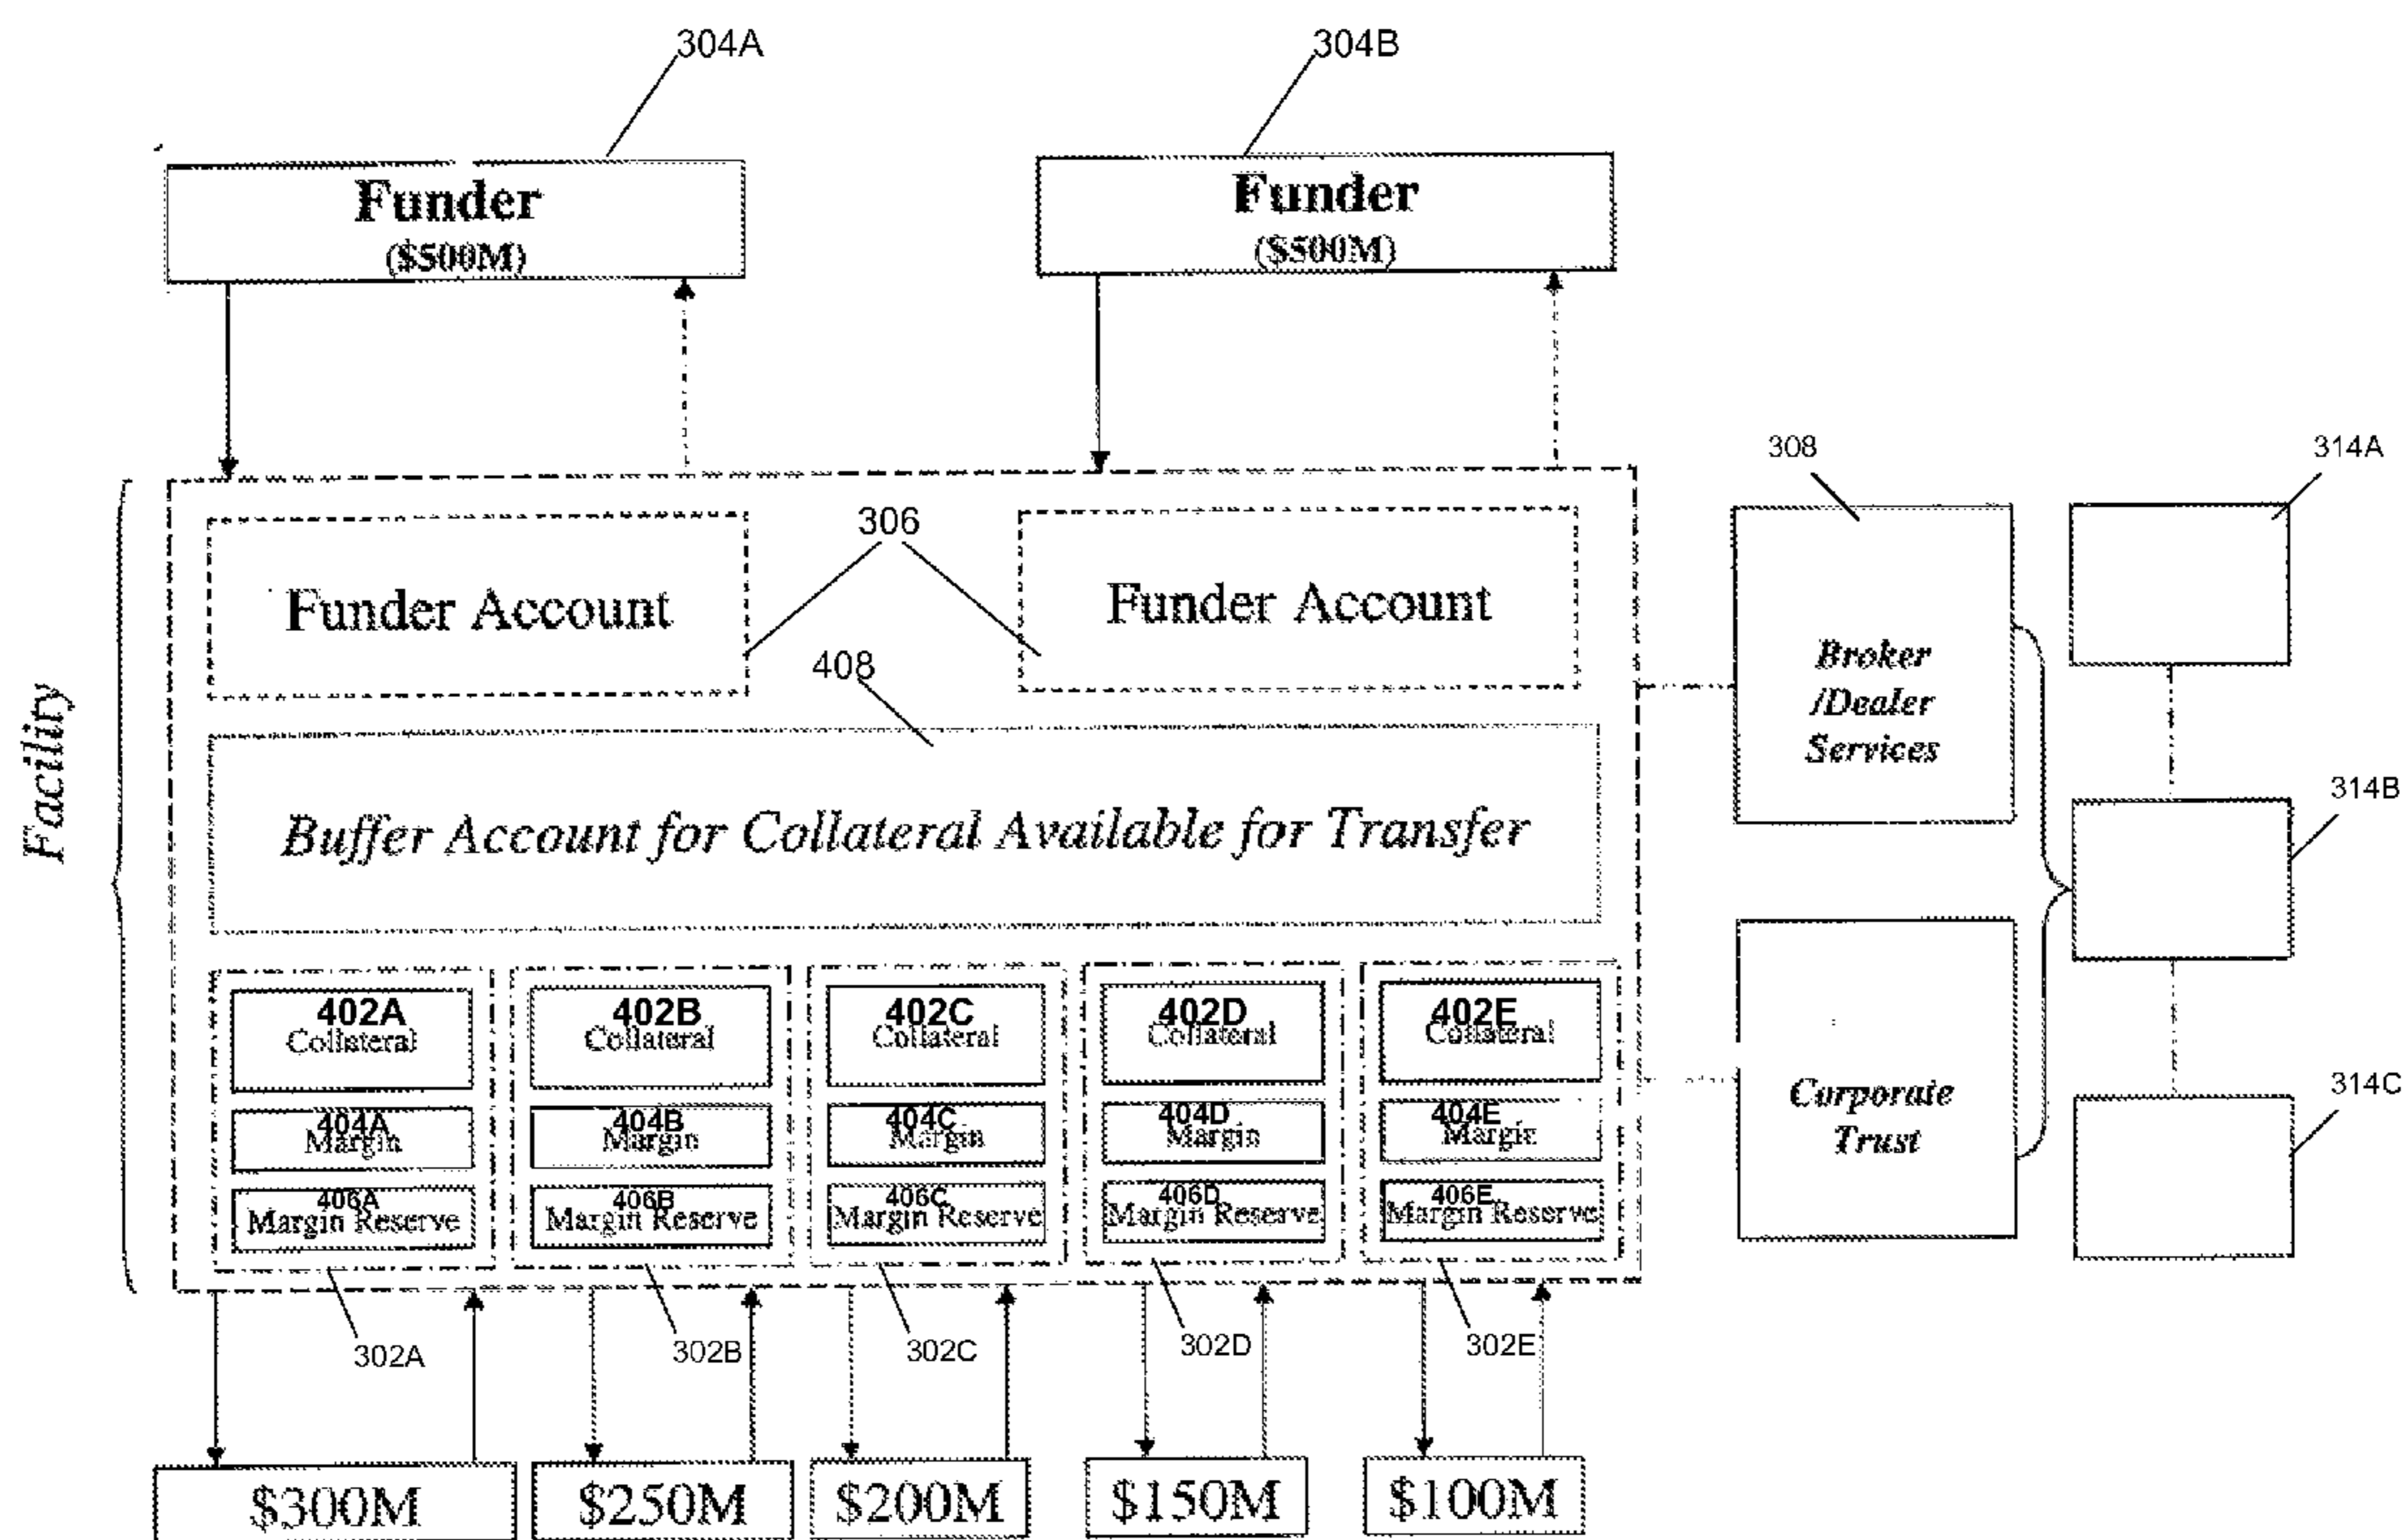 304A
304B
Funder
($500M)
Funder
($500M)
308
314A
306
Funder Account
Funder Account
408
Broker
/Dealer
Services
Facility
314B
Buffer Account for Collateral Available for Transfer
402A
Collateral
402B
Collateral
402C
Collateral
402D
Collateral
402E
Collateral
404A
Margin
404B
Margin
404C
Margin
404D
Margin
404E
Margin
406A
Margin Reserve
406B
Margin Reserve
406C
Margin Reserve
406D
Margin Reserve
406E
Margin Reserve
Corporate
Trust
314C
302A
302B
302C
302D
302E
$300M
$250M
$200M
$150M
$100M